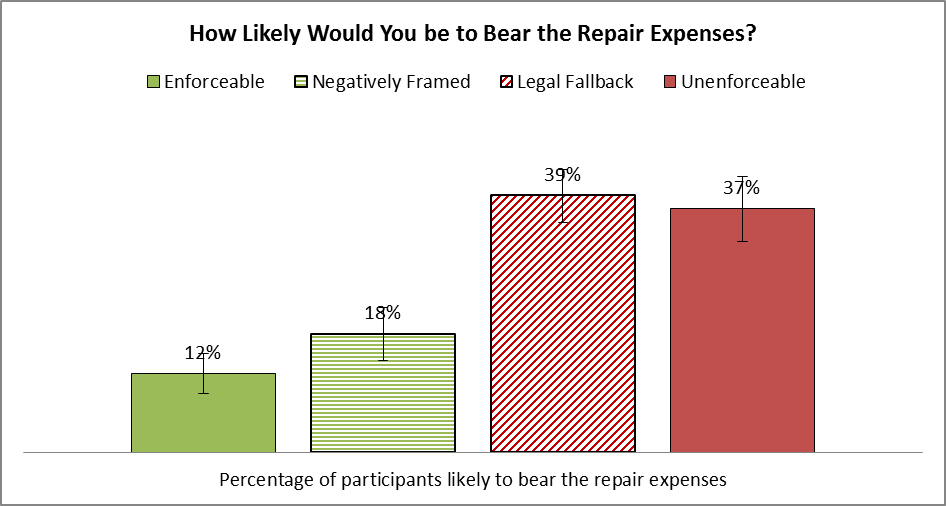 How Likely Would You be to Bear the Repair Expenses?
Enforceable Negatively Framed Legal Fallback Unenforceable
39%
37%
18%
12%
Percentage of participants likely to bear the repair expenses